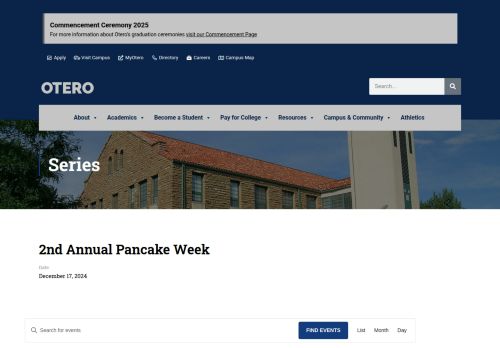 Commencement Ceremony 2025
For more information about Otero's graduation ceremonies visit our Commencement Page
Apply Visit Campus MyOtero Directory Careers Campus Map
OTERO
Search...
About Academics Become a Student Pay for College Resources Campus & Community Athletics
Series
2nd Annual Pancake Week
Date
December 17, 2024
Search for events FIND EVENTS List Month Day